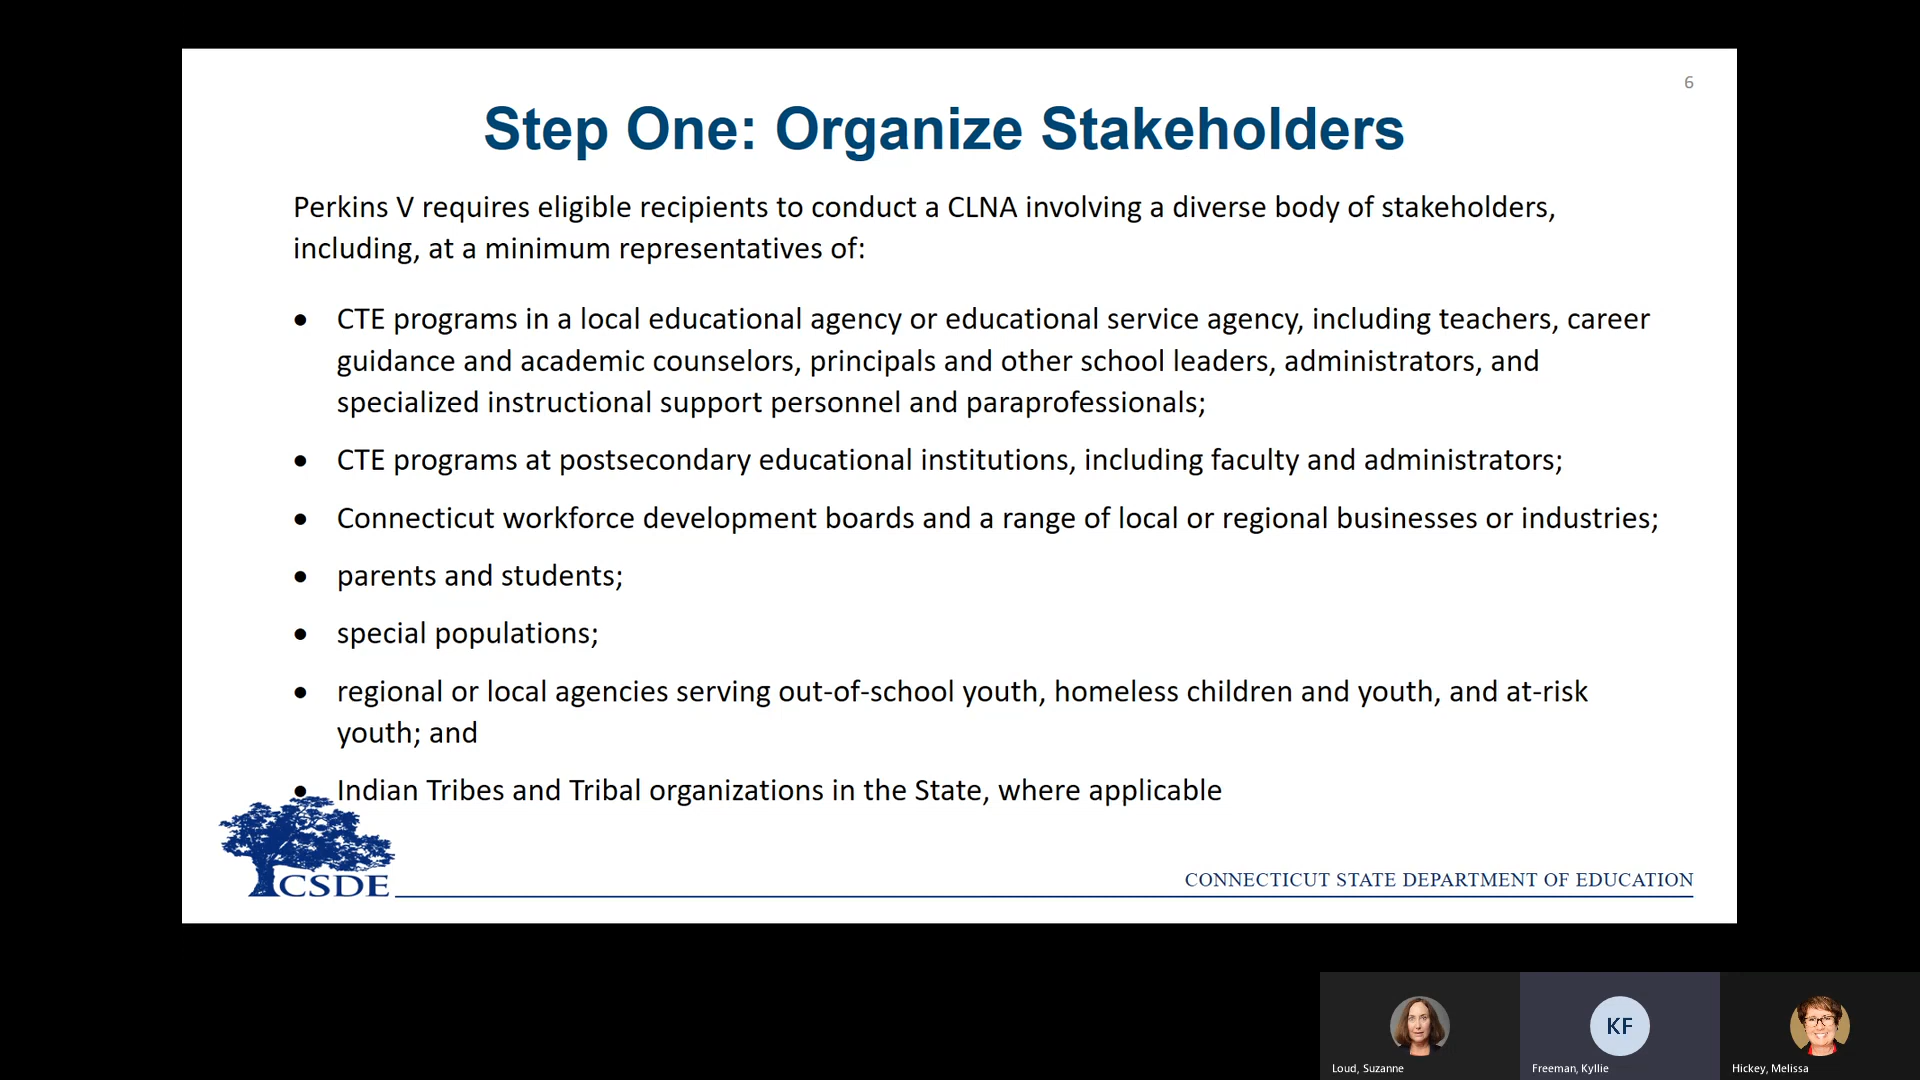 6
Step One: Organize Stakeholders
Perkins V requires eligible recipients to conduct a CLNA involving a diverse body of stakeholders,
including, at a minimum representatives of:
• CTE programs in a local educational agency or educational service agency, including teachers, career
guidance and academic counselors, principals and other school leaders, administrators, and
specialized instructional support personnel and paraprofessionals;
• CTE programs at postsecondary educational institutions, including faculty and administrators;
• Connecticut workforce development boards and a range of local or regional businesses or industries;
• parents and students;
• special populations;
• regional or local agencies serving out-of-school youth, homeless children and youth, and at-risk
youth; and
• Indian Tribes and Tribal organizations in the State, where applicable
CSDE
CONNECTICUT STATE DEPARTMENT OF EDUCATION
KF
Loud, Suzanne
Freeman, Kyllie
Hickey, Melissa